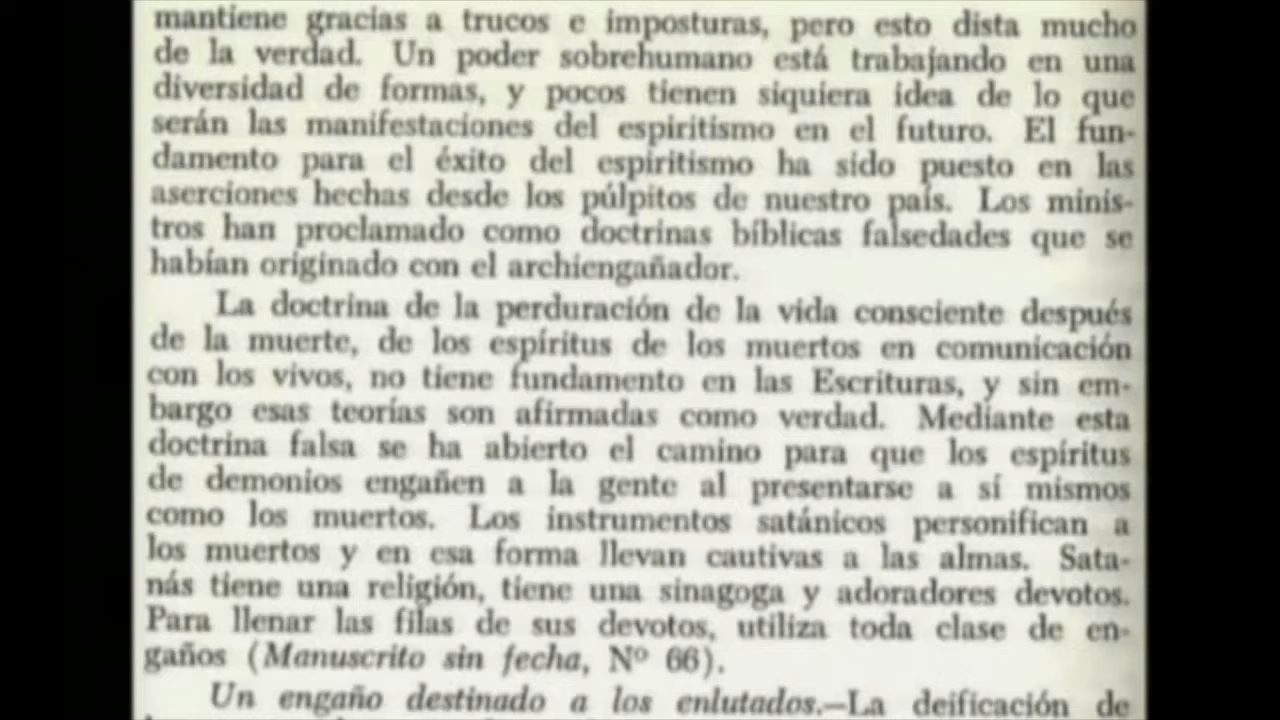 mantiene gracias a trucos e imposturas, pero esto dista mucho
de la verdad. Un poder sobrehumano está trabajando en una
diversidad de formas, y pocos tienen siquiera idea de lo que
serán las manifestaciones del espiritismo en el futuro. El fun-
damento para el éxito del espiritismo ha sido puesto en las
aserciones hechas desde los púlpitos de nuestro país. Los minis-
tros han proclamado como doctrinas bíblicas falsedades que se
habían originado con el archiengañador.
La doctrina de la perduración de la vida consciente después
de la muerte, de los espíritus de los muertos en comunicación
con los vivos, no tiene fundamento en las Escrituras, y sin em-
bargo esas teorías son afirmadas como verdad. Mediante esta
doctrina falsa se ha abierto el camino para que los espíritus
de demonios engañen a la gente al presentarse a sí mismos
como los muertos. Los instrumentos satánicos personifican a
los muertos y en esa forma llevan cautivas a las almas. Sata-
nás tiene una religión, tiene una sinagoga y adoradores devotos.
Para llenar las filas de sus devotos, utiliza toda clase de en-
gaños (Manuscrito sin fecha, Nº 66).
Un engaño destinado a los enlutados.—La deificación de